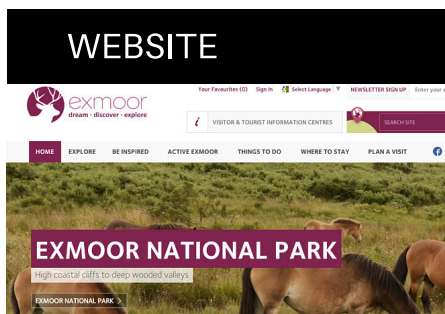 WEBSITE
Your Favourites (0) Sign in Select Language ▼ NEWSLETTER SIGN UP Enter your e
exmoor
dream · discover · explore
i VISITOR & TOURIST INFORMATION CENTRES SEARCH SITE
HOME EXPLORE BE INSPIRED ACTIVE EXMOOR THINGS TO DO WHERE TO STAY PLAN A VISIT
EXMOOR NATIONAL PARK
High coastal cliffs to deep wooded valleys
EXMOOR NATIONAL PARK >